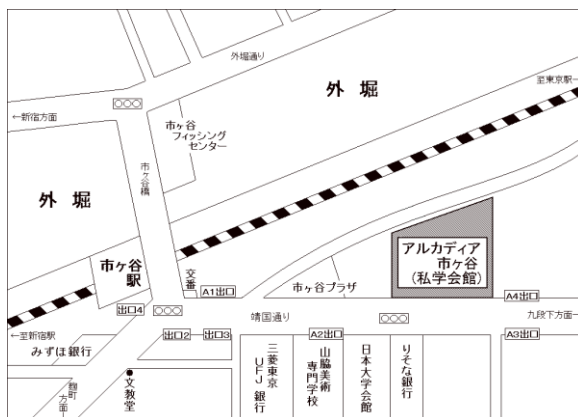 外堀通り
外 堀
至東京駅→
○○○
←新宿方面
市ヶ谷
フィッシング
センター
市ヶ谷橋
外 堀
アルカディア
市ヶ谷
(私学会館)
市ヶ谷
駅
交番
A1出口
市ヶ谷プラザ
A4出口
出口4
○○○
靖国通り
○○○
九段下方面→
←至新宿駅
出口2
出口3
A2出口
A3出口
みずほ銀行
三菱東京
UFJ銀行
山脇美術
専門学校
日本大学会館
りそな銀行
文教堂
麹町
方面